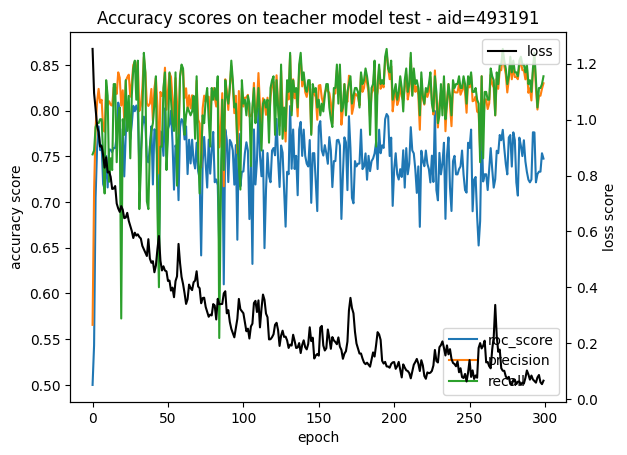 Accuracy scores on teacher model test - aid=493191
loss
accuracy score
0.85
0.80
0.75
0.70
0.65
0.60
0.55
0.50
1.2
1.0
0.8
0.6
0.4
0.2
0.0
loss score
roc_score
precision
recall
0
50
100
150
200
250
300
epoch